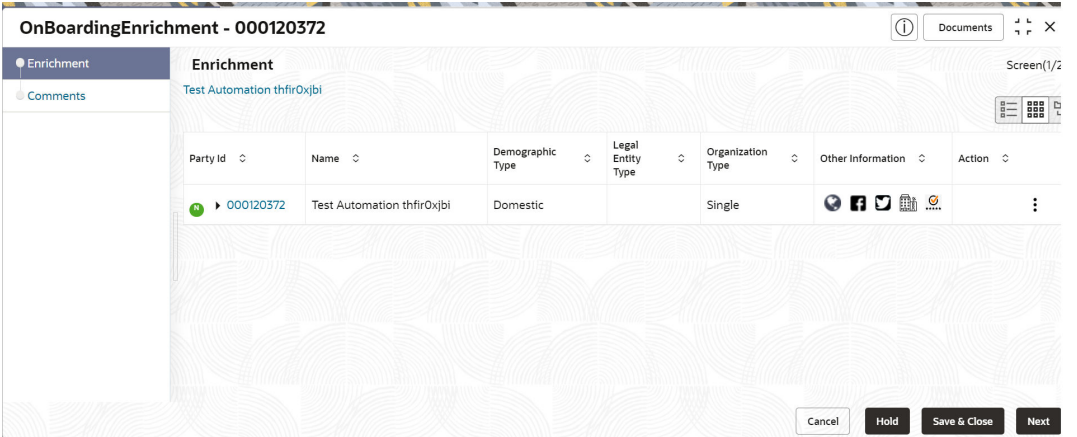 OnBoardingEnrichment - 000120372
Documents
Enrichment
Comments
Enrichment
Screen(1/2
Test Automation thfir0xjbi
Party Id Name Demographic Type Legal Entity Type Organization Type Other Information Action
N 000120372 Test Automation thfir0xjbi Domestic Single
Cancel Hold Save & Close Next